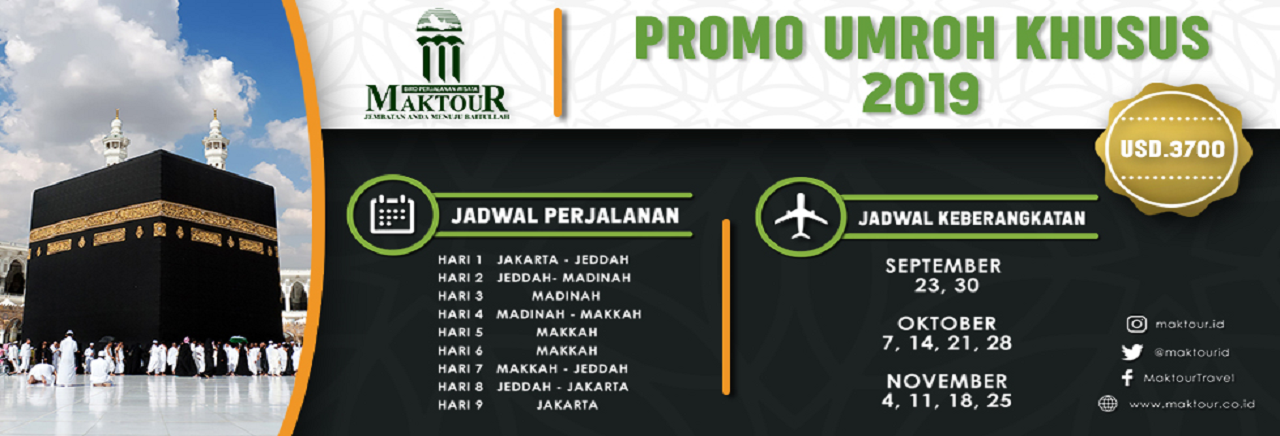 BIRO PERJALANAN WISATA
MAKTOUR
JEMBATAN ANDA MENUJU BAITULLAH
PROMO UMROH KHUSUS
2019
USD.3700
JADWAL PERJALANAN
HARI 1 JAKARTA - JEDDAH
HARI 2 JEDDAH- MADINAH
HARI 3 MADINAH
HARI 4 MADINAH - MAKKAH
HARI 5 MAKKAH
HARI 6 MAKKAH
HARI 7 MAKKAH - JEDDAH
HARI 8 JEDDAH - JAKARTA
HARI 9 JAKARTA
JADWAL KEBERANGKATAN
SEPTEMBER
23, 30
OKTOBER
7, 14, 21, 28
NOVEMBER
4, 11, 18, 25
maktour.id
@maktourid
MaktourTravel
www.maktour.co.id